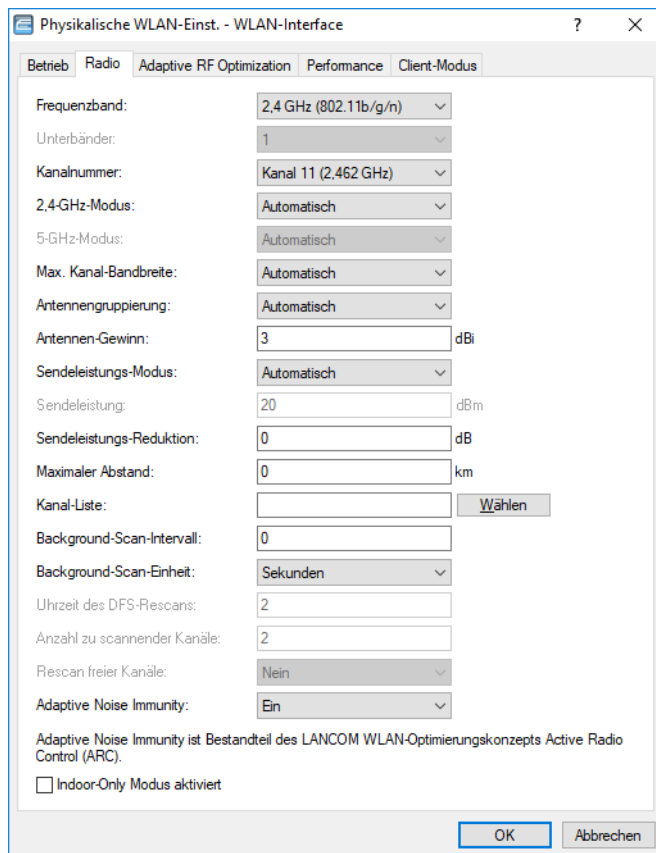 Physikalische WLAN-Einst. - WLAN-Interface ?
Betrieb Radio Adaptive RF Optimization Performance Client-Modus
Frequenzband: 2,4 GHz (802.11b/g/n)
Unterbänder: 1
Kanalnummer: Kanal 11 (2,462 GHz)
2,4-GHz-Modus: Automatisch
5-GHz-Modus: Automatisch
Max. Kanal-Bandbreite: Automatisch
Antennengruppierung: Automatisch
Antennen-Gewinn: 3 dBi
Sendeleistungs-Modus: Automatisch
Sendeleistung: 20 dBm
Sendeleistungs-Reduktion: 0 dB
Maximaler Abstand: 0 km
Kanal-Liste: Wählen
Background-Scan-Intervall: 0
Background-Scan-Einheit: Sekunden
Uhrzeit des DFS-Rescans: 2
Anzahl zu scannender Kanäle: 2
Rescan freier Kanäle: Nein
Adaptive Noise Immunity: Ein
Adaptive Noise Immunity ist Bestandteil des LANCOM WLAN-Optimierungskonzepts Active Radio
Control (ARC).
Indoor-Only Modus aktiviert
OK Abbrechen